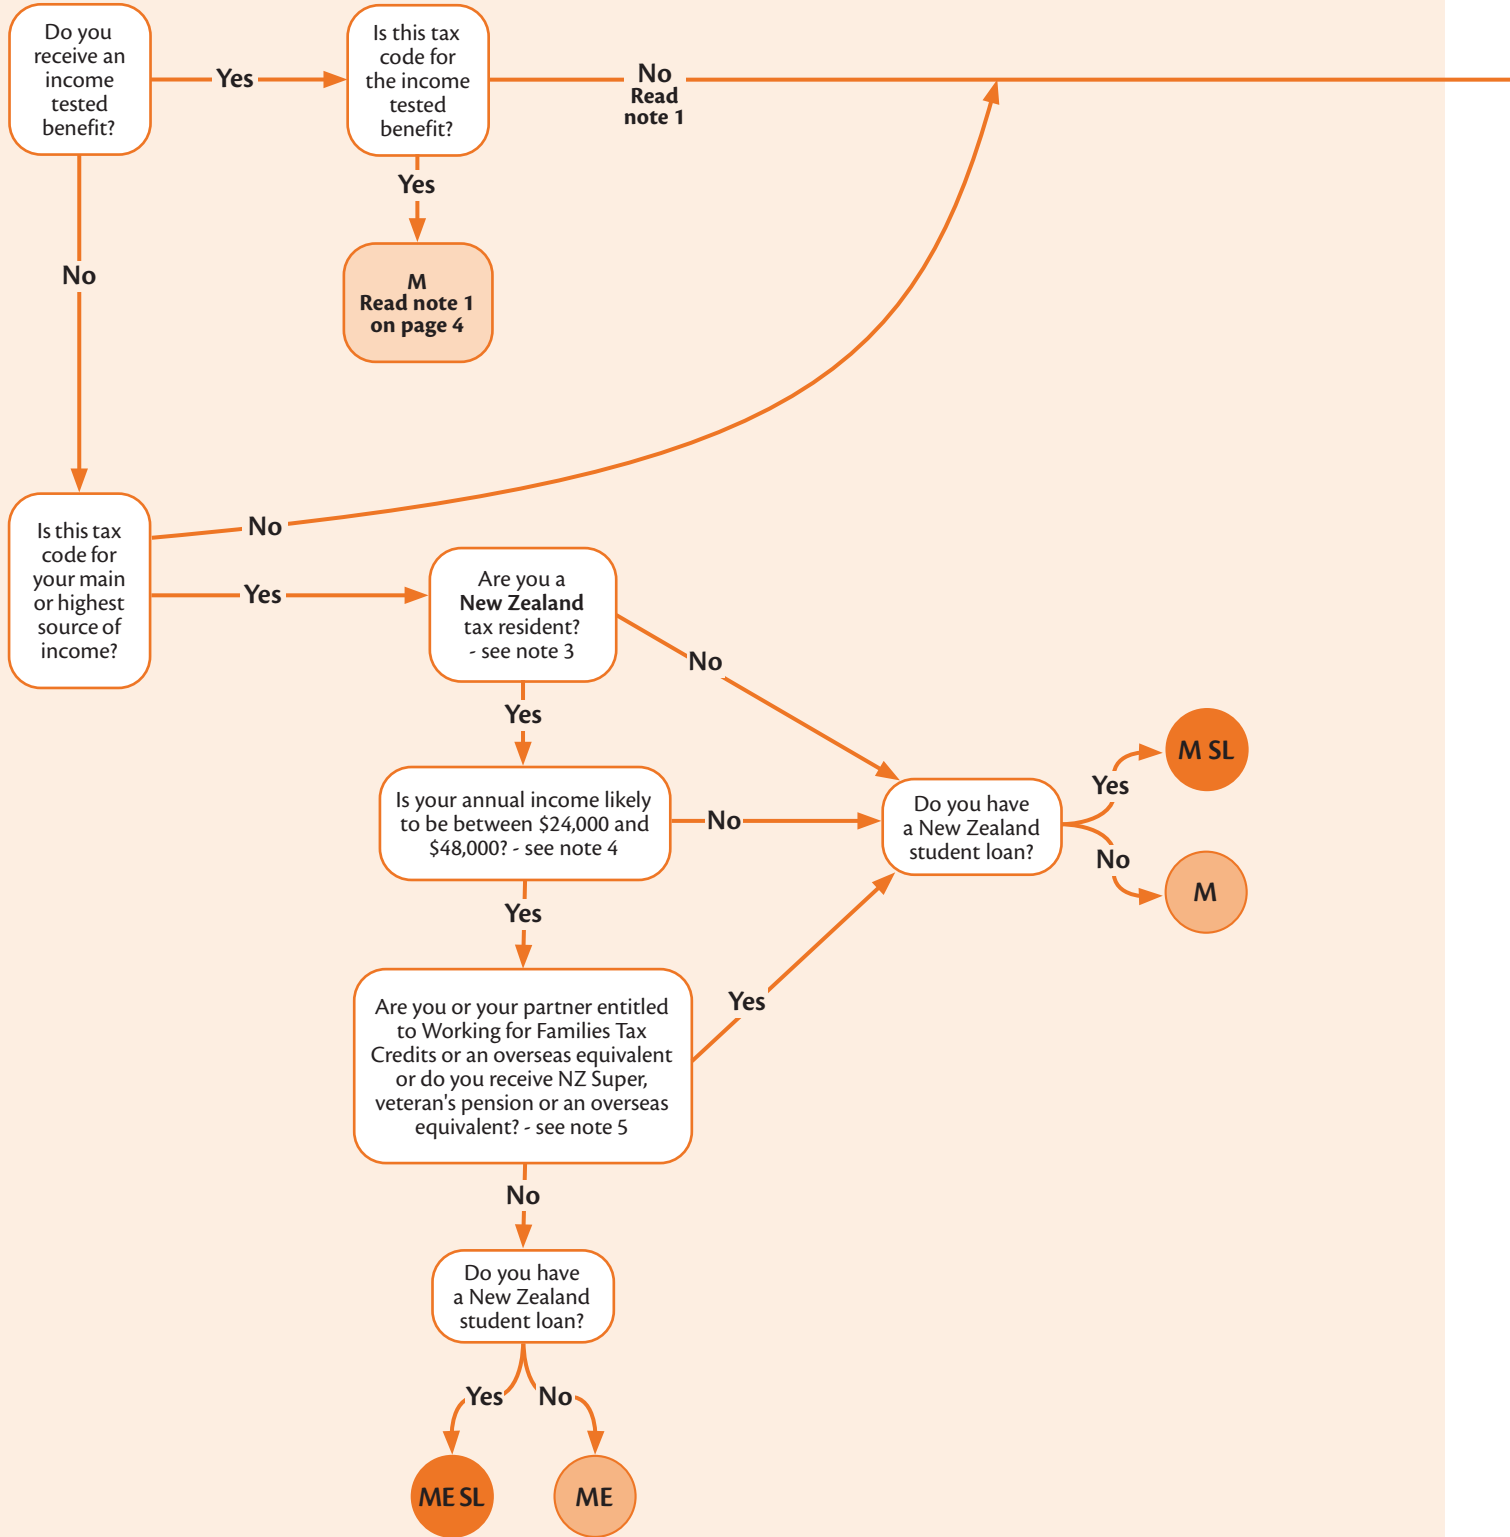 Do you
receive an
income
tested
benefit?
Yes
Is this tax
code for
the income
tested
benefit?
No
Read
note 1
Yes
M
Read note 1
on page 4
No
Is this tax
code for
your main
or highest
source of
income?
No
Yes
Are you a
New Zealand
tax resident?
- see note 3
No
Yes
Is your annual income likely
to be between $24,000 and
$48,000? - see note 4
No
Do you have
a New Zealand
student loan?
Yes
M SL
No
M
Yes
Are you or your partner entitled
to Working for Families Tax
Credits or an overseas equivalent
or do you receive NZ Super,
veteran's pension or an overseas
equivalent? - see note 5
Yes
No
Do you have
a New Zealand
student loan?
Yes
No
ME SL
ME